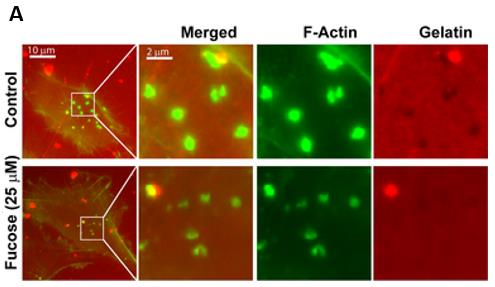 A
Merged F-Actin Gelatin
10 μm 2 μm
Control
Fucose (25 μM)